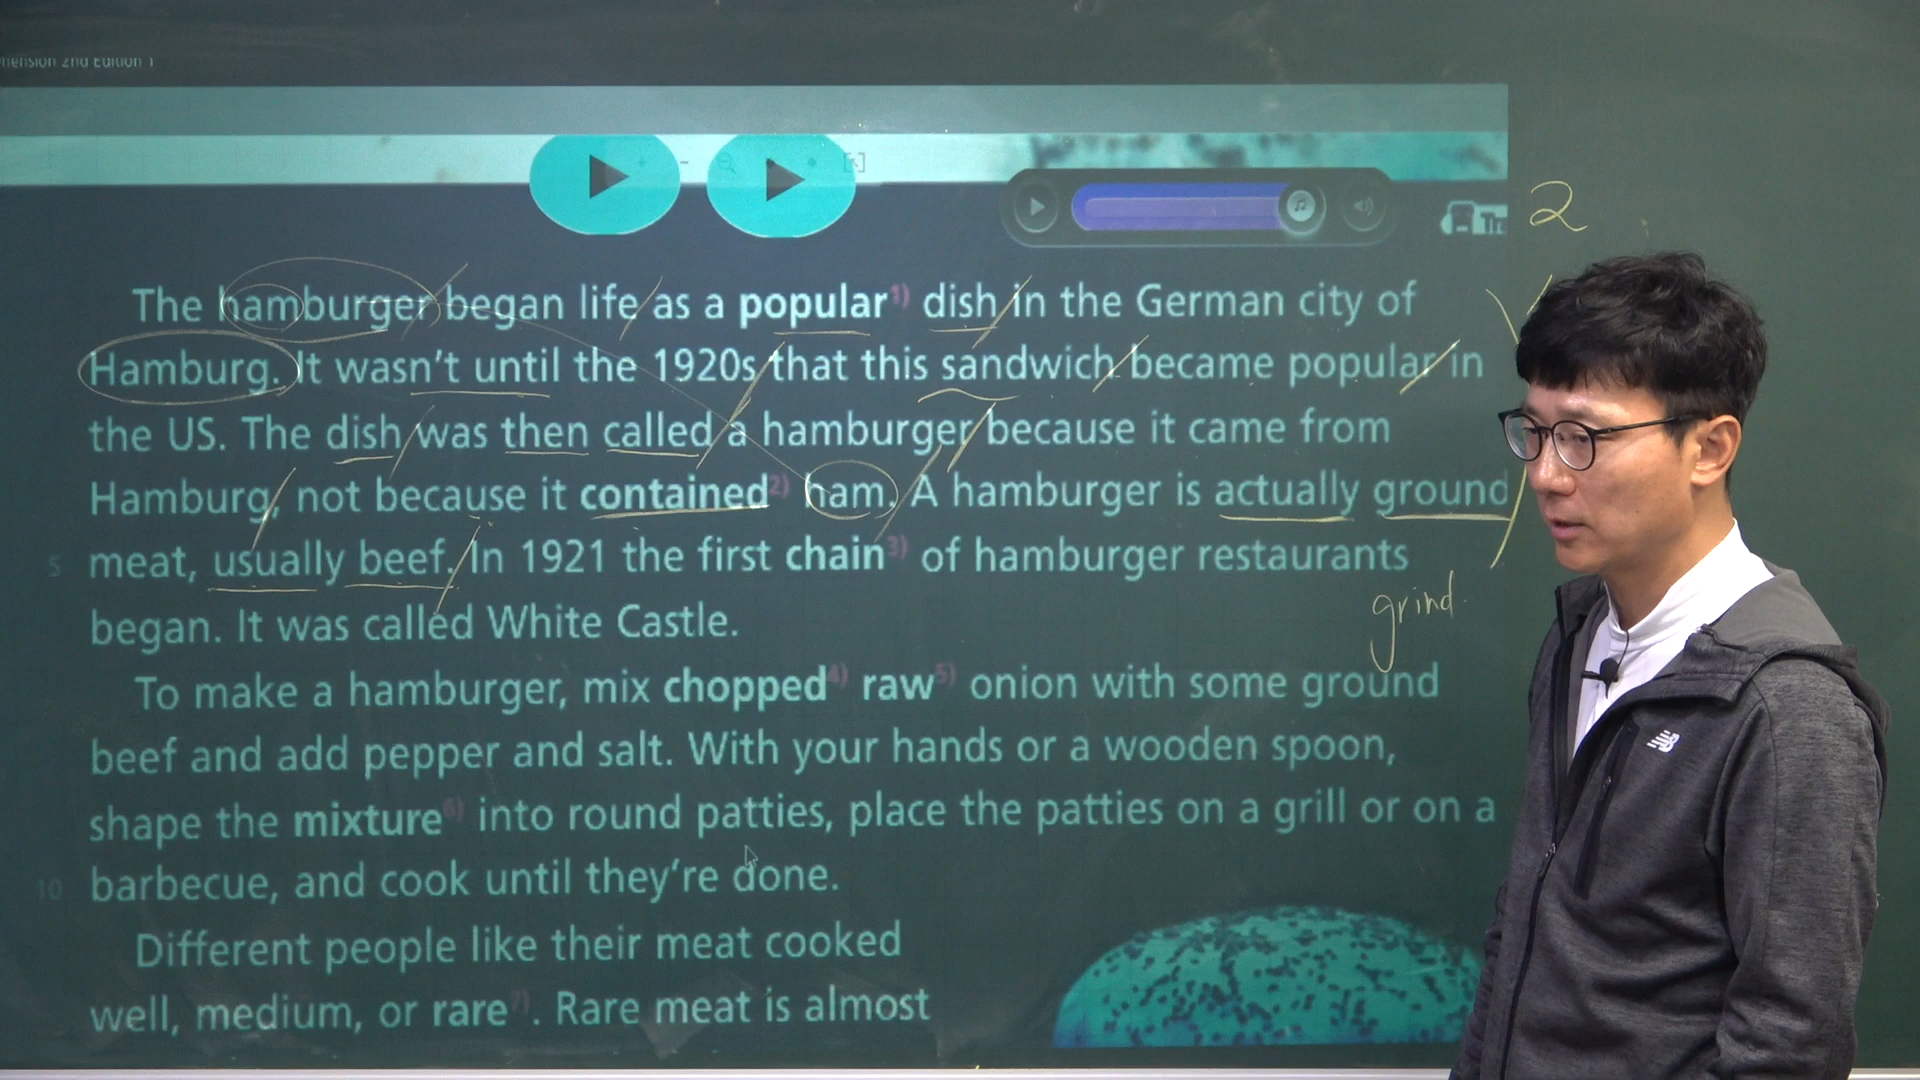 2nd Edition 1
2
The hamburger began life as a popular1) dish in the German city of
Hamburg. It wasn't until the 1920s that this sandwich became popular in
the US. The dish was then called a hamburger because it came from
Hamburg, not because it contained2) ham. A hamburger is actually ground
5 meat, usually beef. In 1921 the first chain3) of hamburger restaurants
grind
began. It was called White Castle.
To make a hamburger, mix chopped4) raw5) onion with some ground
beef and add pepper and salt. With your hands or a wooden spoon,
shape the mixture6) into round patties, place the patties on a grill or on a
10 barbecue, and cook until they're done.
Different people like their meat cooked
well, medium, or rare7). Rare meat is almost